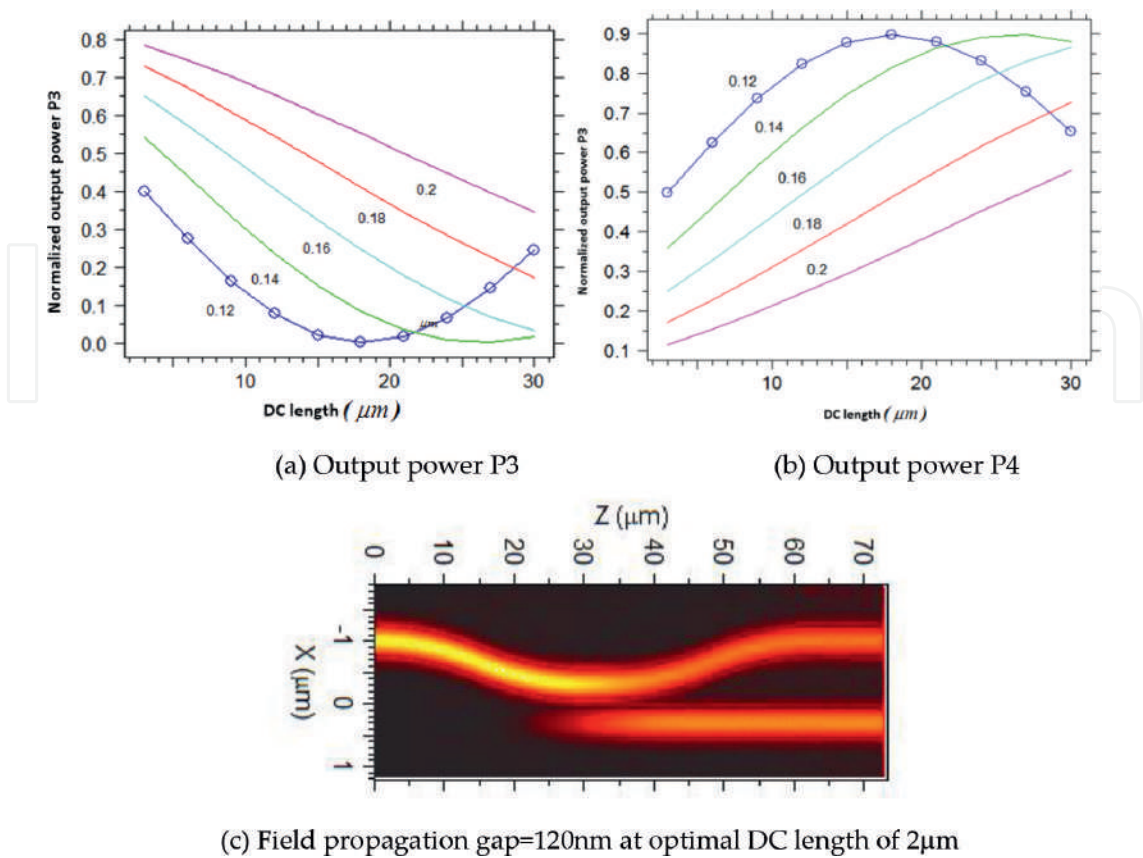 Normalized output power P3
0.8
0.7
0.6
0.5
0.4
0.3
0.2
0.1
0.0
0.2
0.18
0.16
0.14
0.12
μm
10 20 30
DC length ( μm )
(a) Output power P3
Normalized output power P3
0.9
0.8
0.7
0.6
0.5
0.4
0.3
0.2
0.1
0.12
0.14
0.16
0.18
0.2
10 20 30
DC length ( μm )
(b) Output power P4
Z (μm)
0 10 20 30 40 50 60 70
X (μm)
-1
0
1
(c) Field propagation gap=120nm at optimal DC length of 2μm